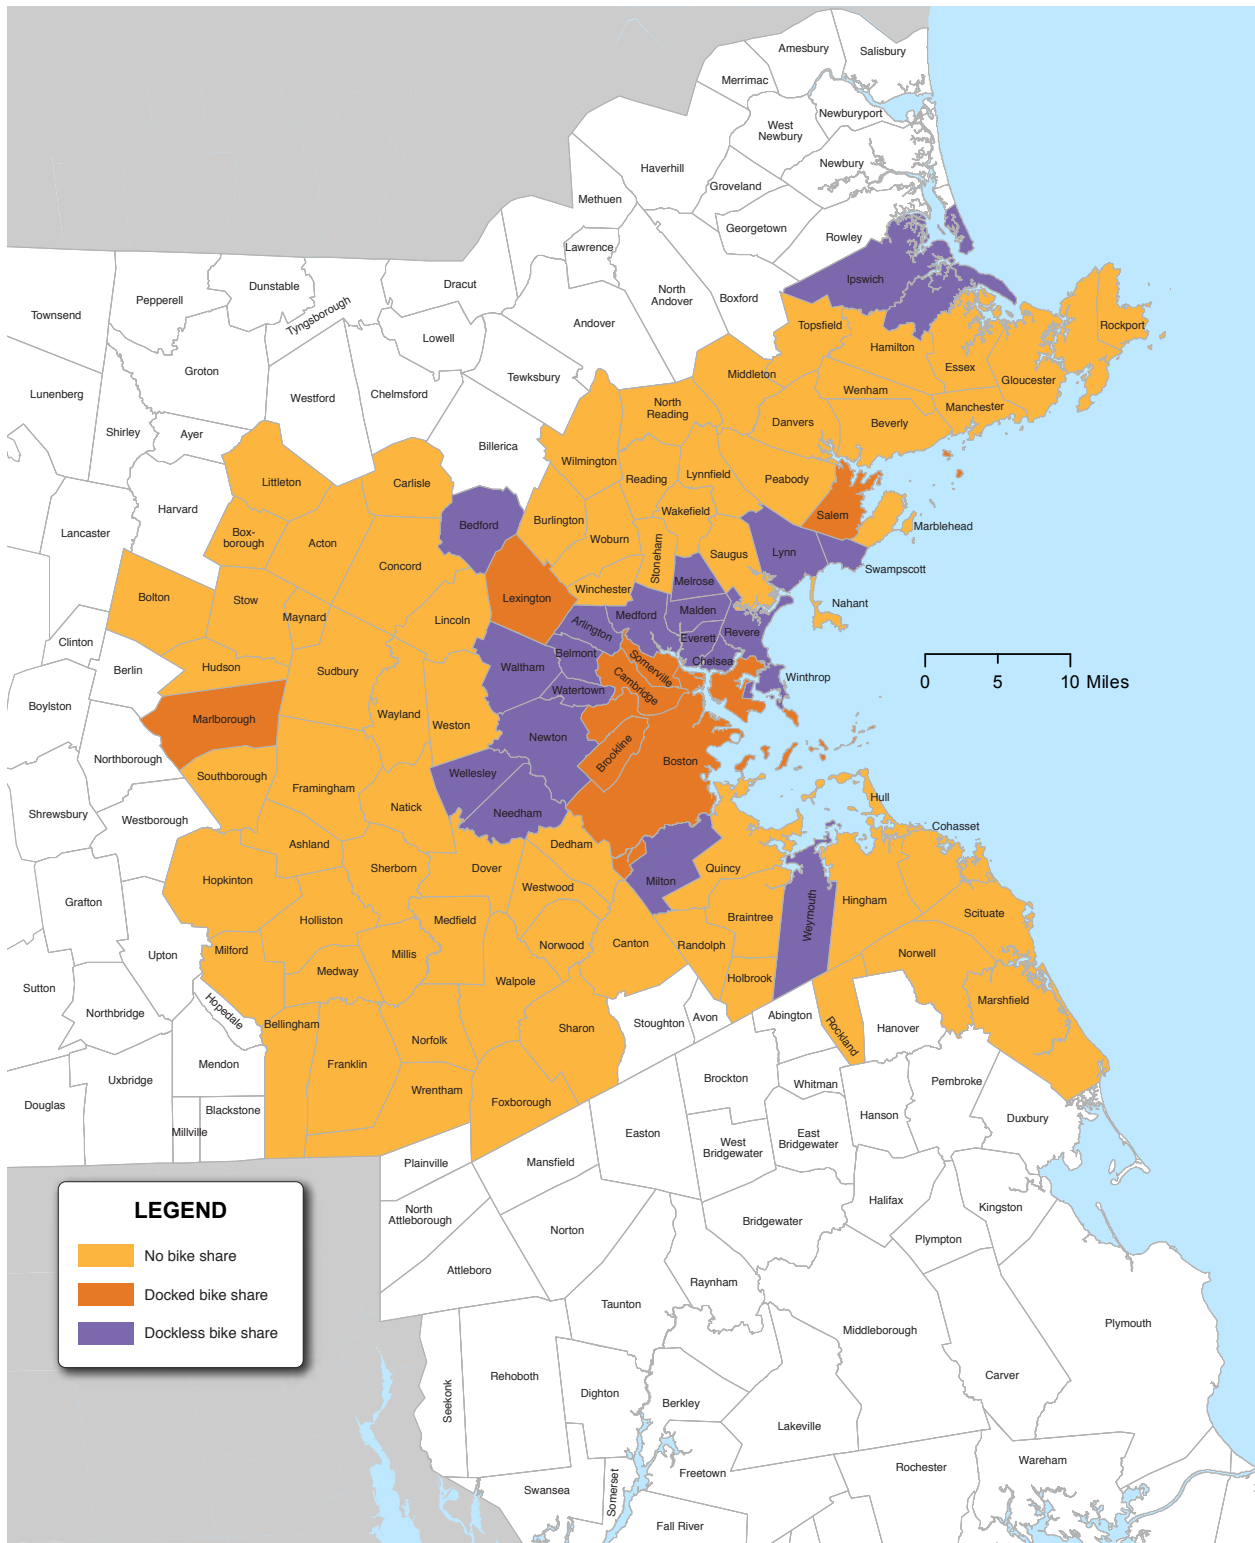 Amesbury
Salisbury
Merrimac
Newburyport
West
Newbury
Haverhill
Newbury
Groveland
Methuen
Georgetown
Rowley
Lawrence
Ipswich
Dunstable
Dracut
North
Andover
Boxford
Pepperell
Tyngsborough
Townsend
Andover
Topsfield
Rockport
Lowell
Hamilton
Groton
Essex
Tewksbury
Middleton
Gloucester
Lunenberg
Westford
Chelmsford
Wenham
North
Reading
Manchester
Danvers
Beverly
Shirley
Ayer
Billerica
Wilmington
Littleton
Carlisle
Reading
Lynnfield
Peabody
Harvard
Wakefield
Salem
Burlington
Bedford
Marblehead
Lancaster
Box-
borough
Acton
Woburn
Stoneham
Saugus
Lynn
Concord
Swampscott
Melrose
Winchester
Bolton
Stow
Lexington
Nahant
Maynard
Lincoln
Medford
Malden
Arlington
Everett
Revere
Clinton
Belmont
Chelsea
Berlin
Hudson
Sudbury
Waltham
Somerville
Winthrop
Watertown
Cambridge
0
5
10 Miles
Boylston
Marlborough
Wayland
Weston
Newton
Brookline
Boston
Northborough
Southborough
Wellesley
Framingham
Hull
Natick
Needham
Shrewsbury
Westborough
Cohasset
Ashland
Dedham
Sherborn
Dover
Quincy
Hopkinton
Milton
Westwood
Weymouth
Hingham
Grafton
Scituate
Holliston
Medfield
Braintree
Norwood
Canton
Randolph
Milford
Upton
Millis
Norwell
Medway
Walpole
Holbrook
Sutton
Marshfield
Hopedale
Northbridge
Bellingham
Stoughton
Avon
Abington
Sharon
Rockland
Hanover
Norfolk
Mendon
Franklin
Uxbridge
Brockton
Whitman
Pembroke
Wrentham
Foxborough
Douglas
Blackstone
Hanson
Duxbury
Millville
Easton
East
Bridgewater
West
Bridgewater
Plainville
Mansfield
Halifax
Kingston
LEGEND
North
Attleborough
Norton
Bridgewater
Plympton
No bike share
Attleboro
Raynham
Docked bike share
Taunton
Dockless bike share
Middleborough
Plymouth
Rehoboth
Carver
Seekonk
Dighton
Berkley
Lakeville
Wareham
Rochester
Freetown
Swansea
Somerset
Fall River